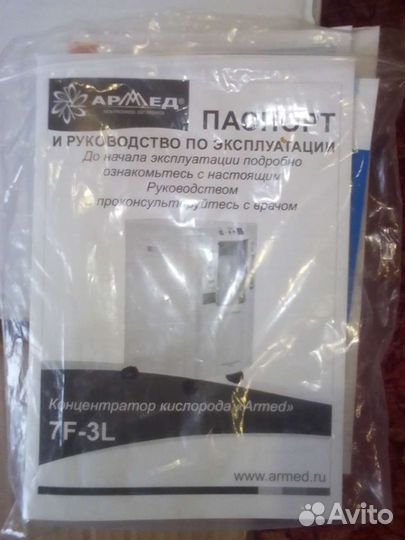 АРМЕД®
ПАСПОРТ
И РУКОВОДСТВО ПО ЭКСПЛУАТАЦИИ
До начала эксплуатации подробно
ознакомьтесь с настоящим
Руководством
и проконсультируйтесь с врачом
Концентратор кислорода «Armed»
7F-3L
www.armed.ru
Avito